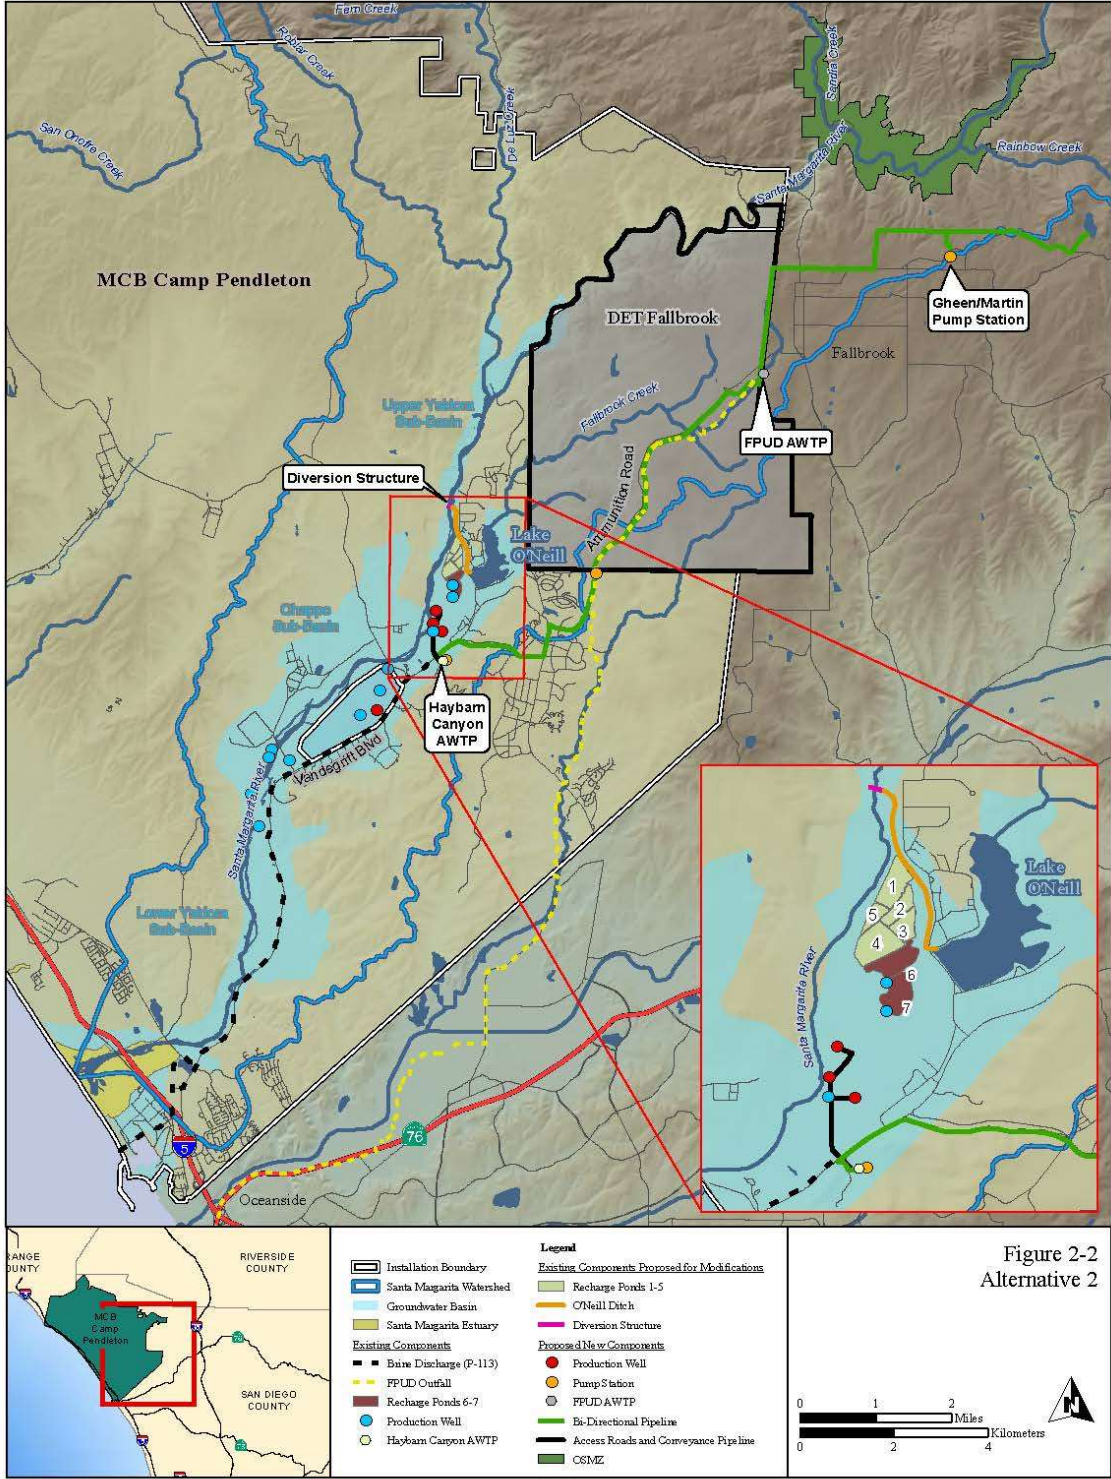 Fern Creek
Roblar Creek
San Onofre Creek
De Luz Creek
Sandia Creek
Santa Margarita River
Rainbow Creek
MCB Camp Pendleton
DET Fallbrook
Gheen/Martin
Pump Station
Fallbrook
Fallbrook Creek
Upper Ysidora
Sub-Basin
FPUD AWTP
Diversion Structure
Ammunition Road
Lake
O'Neill
Chappo
Sub-Basin
Haybarn
Canyon
AWTP
Vandegrift Blvd
Santa Margarita River
Lower Ysidora
Sub-Basin
5
76
Oceanside
Lake
O'Neill
1
2
5
3
4
6
7
Santa Margarita River
ORANGE
COUNTY
RIVERSIDE
COUNTY
MCB
Camp
Pendleton
SAN DIEGO
COUNTY
Legend
Installation Boundary
Santa Margarita Watershed
Groundwater Basin
Santa Margarita Estuary
Existing Components
Brine Discharge (P-113)
FPUD Outfall
Recharge Ponds 6-7
Production Well
Haybarn Canyon AWTP
Existing Components Proposed for Modifications
Recharge Ponds 1-5
O'Neill Ditch
Diversion Structure
Proposed New Components
Production Well
Pump Station
FPUD AWTP
Bi-Directional Pipeline
Access Roads and Conveyance Pipeline
OSMZ
Figure 2-2
Alternative 2
0 1 2
Miles
Kilometers
0 2 4
N